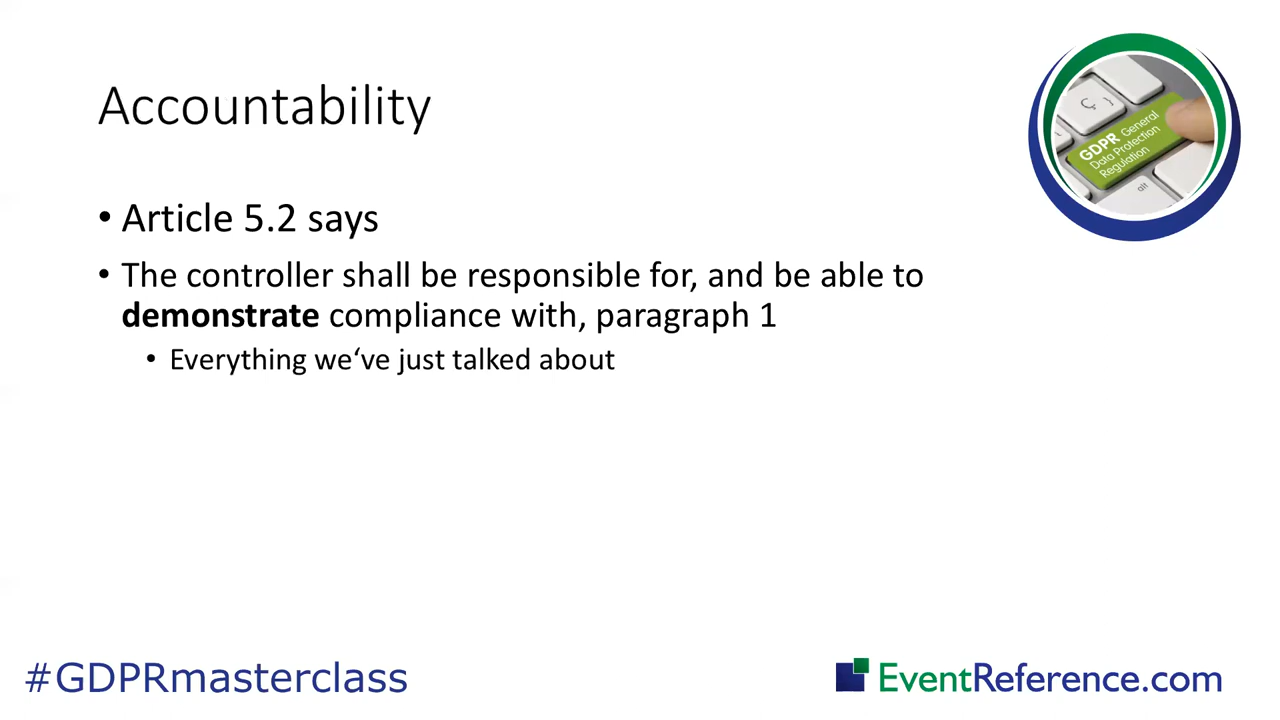 Accountability
• Article 5.2 says
• The controller shall be responsible for, and be able to
demonstrate compliance with, paragraph 1
• Everything we‘ve just talked about
GDPR General
Data Protection
Regulation
alt
#GDPRmasterclass
EventReference.com